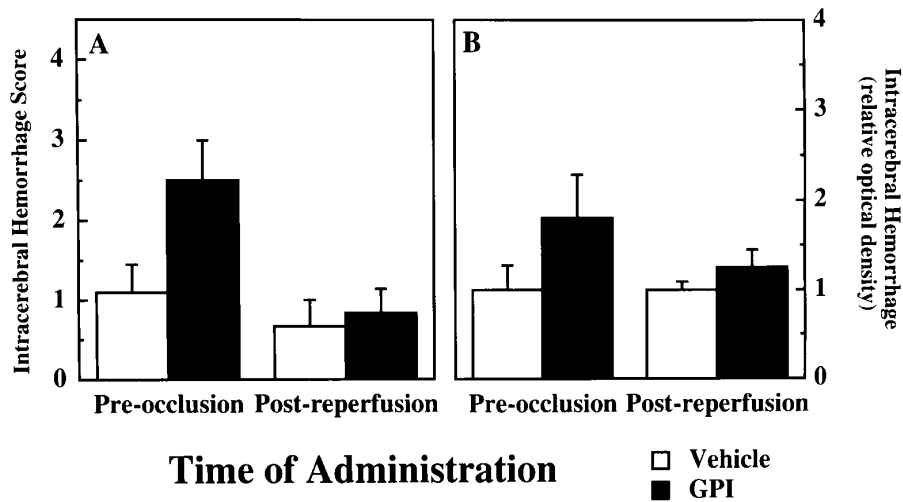 A
B
Intracerebral Hemorrhage Score
4
3
2
1
0
4
3
2
1
0
Intracerebral Hemorrhage
(relative optical density)
Pre-occlusion Post-reperfusion
Pre-occlusion Post-reperfusion
Time of Administration
Vehicle
GPI